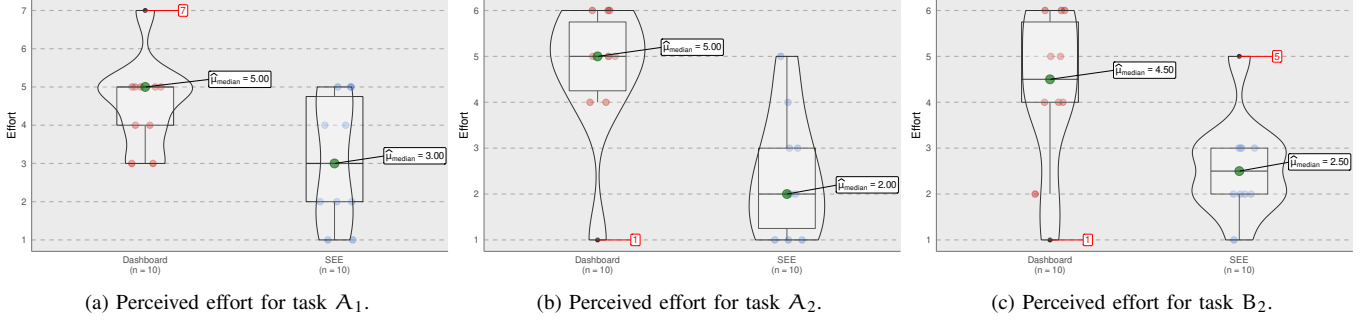 7
6
5
4
3
2
1
Effort
7
μ̂median = 5.00
μ̂median = 3.00
Dashboard
(n = 10)
SEE
(n = 10)
(a) Perceived effort for task A₁.
6
5
4
3
2
1
Effort
μ̂median = 5.00
μ̂median = 2.00
1
Dashboard
(n = 10)
SEE
(n = 10)
(b) Perceived effort for task A₂.
6
5
4
3
2
1
Effort
5
μ̂median = 4.50
μ̂median = 2.50
1
Dashboard
(n = 10)
SEE
(n = 10)
(c) Perceived effort for task B₂.